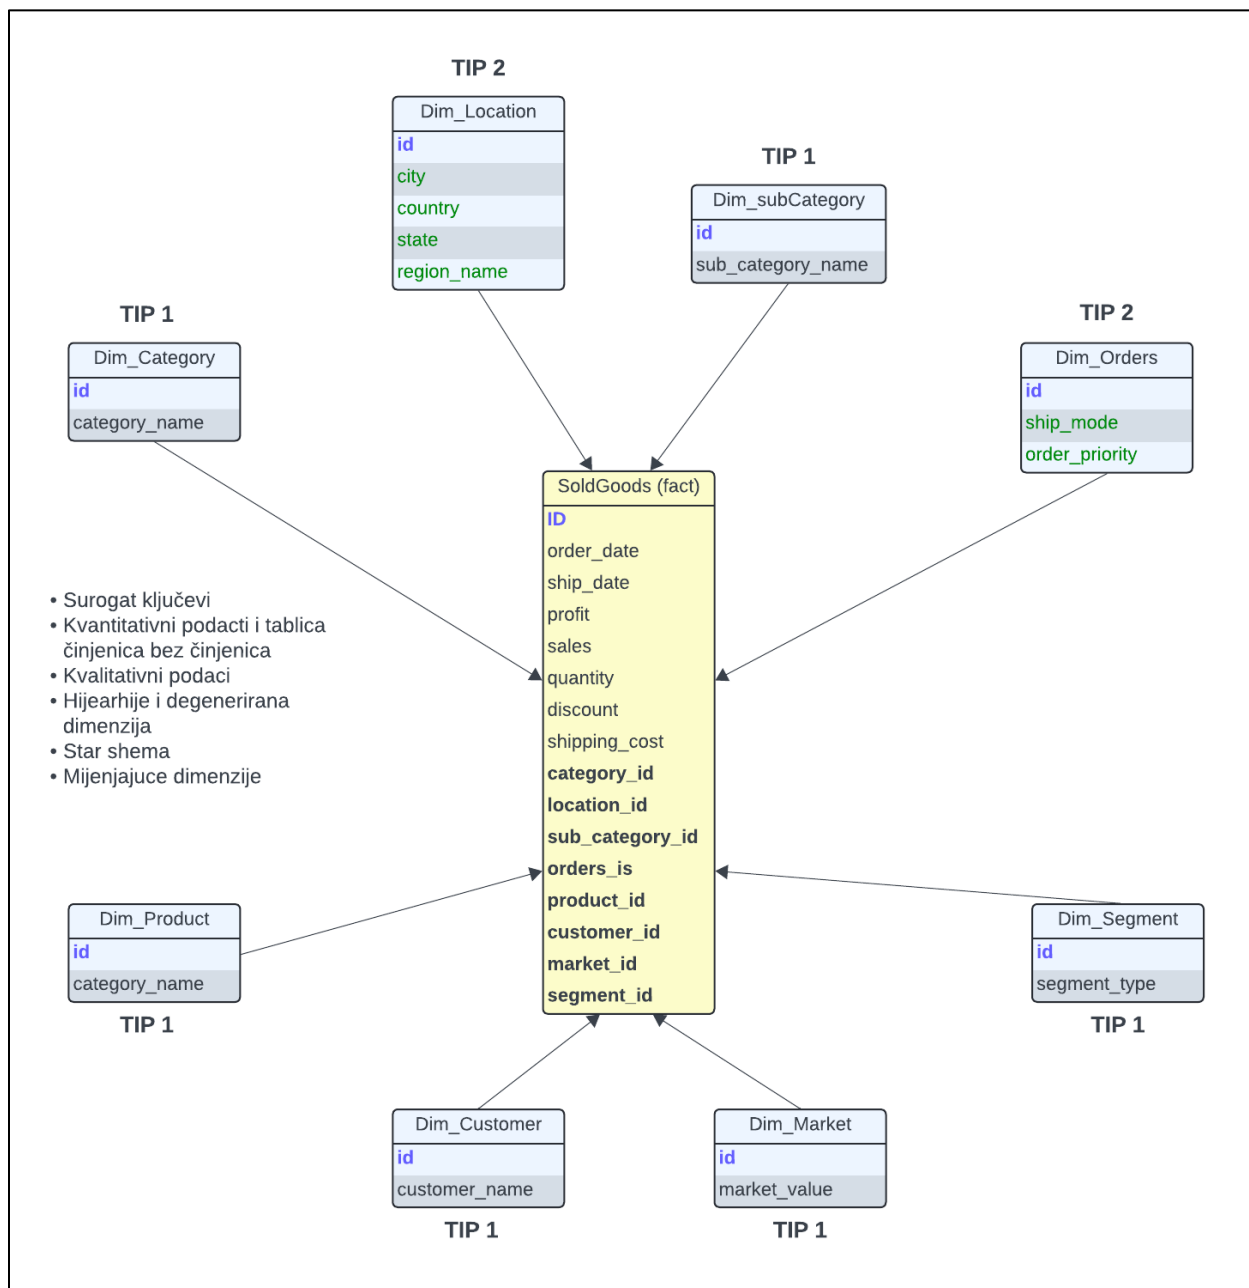 TIP 2
Dim_Location
id
city
country
state
region_name
TIP 1
Dim_subCategory
id
sub_category_name
TIP 1
Dim_Category
id
category_name
TIP 2
Dim_Orders
id
ship_mode
order_priority
SoldGoods (fact)
ID
order_date
ship_date
profit
sales
quantity
discount
shipping_cost
category_id
location_id
sub_category_id
orders_is
product_id
customer_id
market_id
segment_id
• Surogat ključevi
• Kvantitativni podacti i tablica
činjenica bez činjenica
• Kvalitativni podaci
• Hijearhije i degenerirana
dimenzija
• Star shema
• Mijenjajuce dimenzije
Dim_Product
id
category_name
TIP 1
Dim_Segment
id
segment_type
TIP 1
Dim_Customer
id
customer_name
TIP 1
Dim_Market
id
market_value
TIP 1